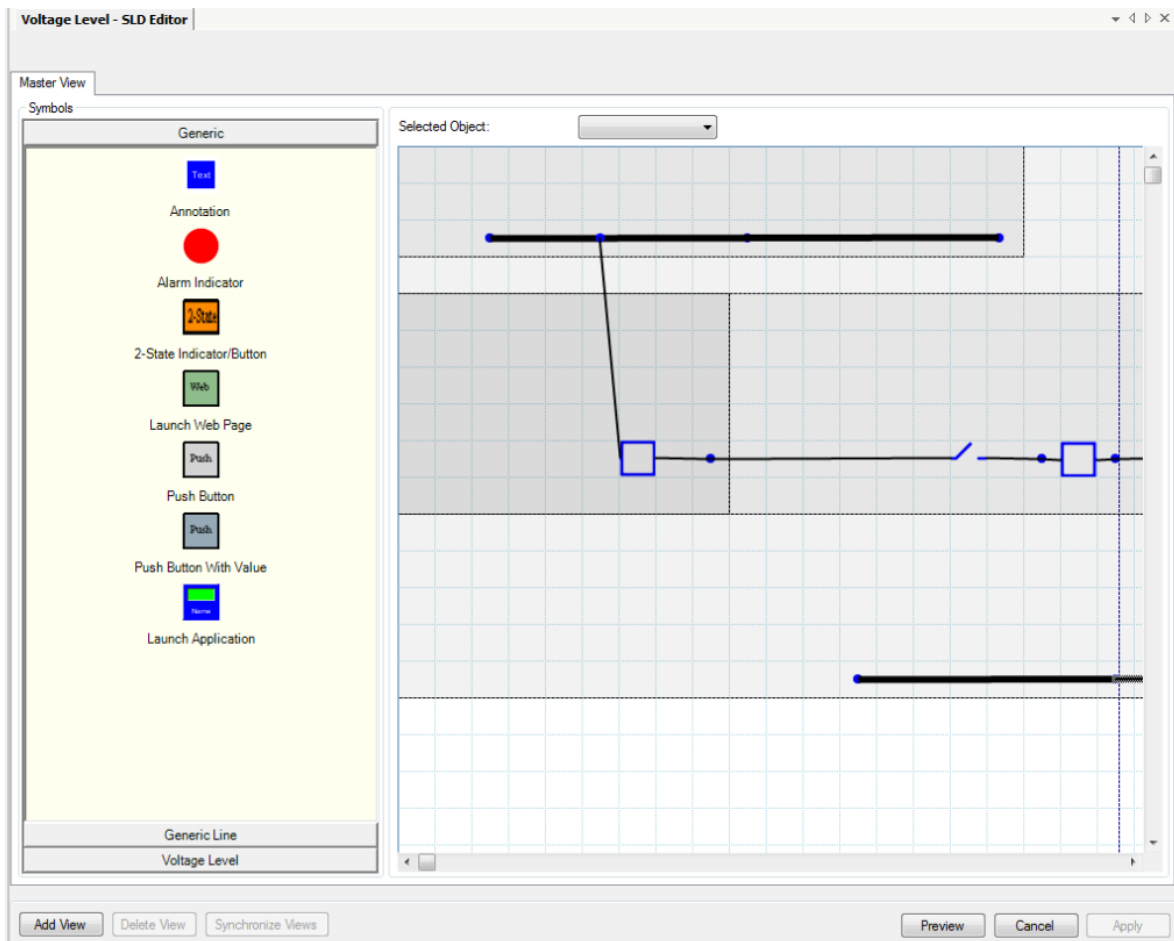 Voltage Level - SLD Editor
Master View
Symbols
Generic
Text
Annotation
Alarm Indicator
2-State
2-State Indicator/Button
Web
Launch Web Page
Push
Push Button
Push
Push Button With Value
Name
Launch Application
Generic Line
Voltage Level
Selected Object:
Add View
Delete View
Synchronize Views
Preview
Cancel
Apply